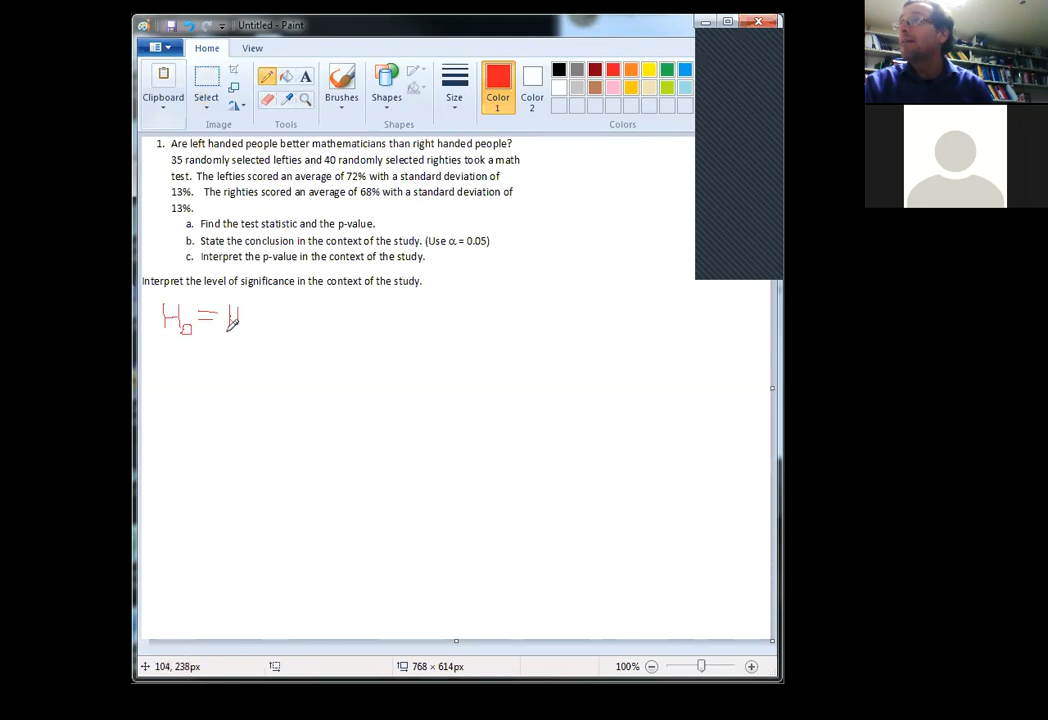 Untitled - Paint
Home View
Clipboard
Select
Image
Tools
Brushes
Shapes
Shapes
Size
Color 1
Color 2
Colors
1. Are left handed people better mathematicians than right handed people?
35 randomly selected lefties and 40 randomly selected righties took a math
test. The lefties scored an average of 72% with a standard deviation of
13%. The righties scored an average of 68% with a standard deviation of
13%.
a. Find the test statistic and the p-value.
b. State the conclusion in the context of the study. (Use α = 0.05)
c. Interpret the p-value in the context of the study.
Interpret the level of significance in the context of the study.
H₀ =
104, 238px
768 × 614px
100%